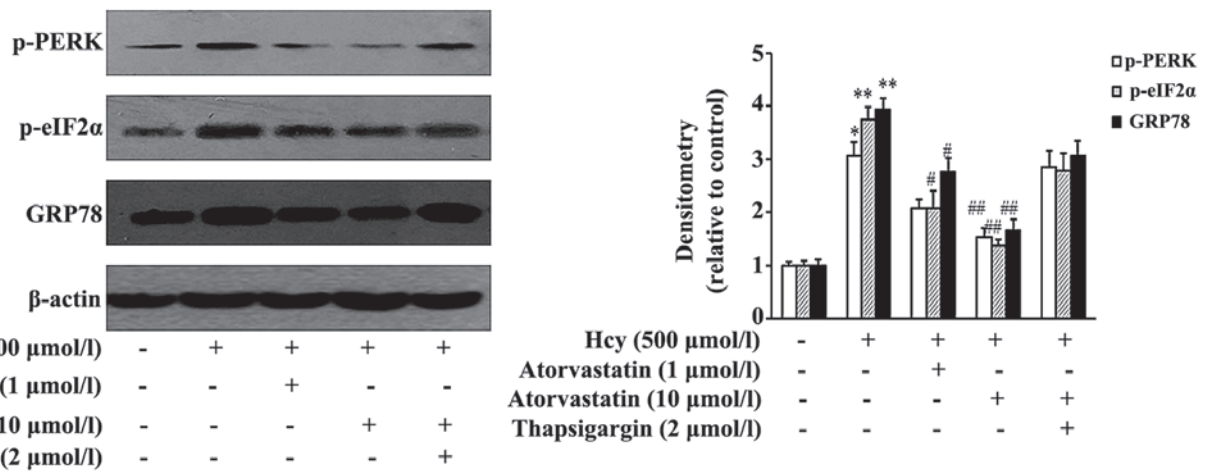 p-PERK
p-eIF2α
GRP78
β-actin
00 μmol/l) - + + + +
(1 μmol/l) - - + - -
10 μmol/l) - - - + +
(2 μmol/l) - - - - +
5
4
3
2
1
0
Densitometry
(relative to control)
* ** **
# #
## ## ##
p-PERK
p-eIF2α
GRP78
Hcy (500 μmol/l) - + + + +
Atorvastatin (1 μmol/l) - - + - -
Atorvastatin (10 μmol/l) - - - + +
Thapsigargin (2 μmol/l) - - - - +